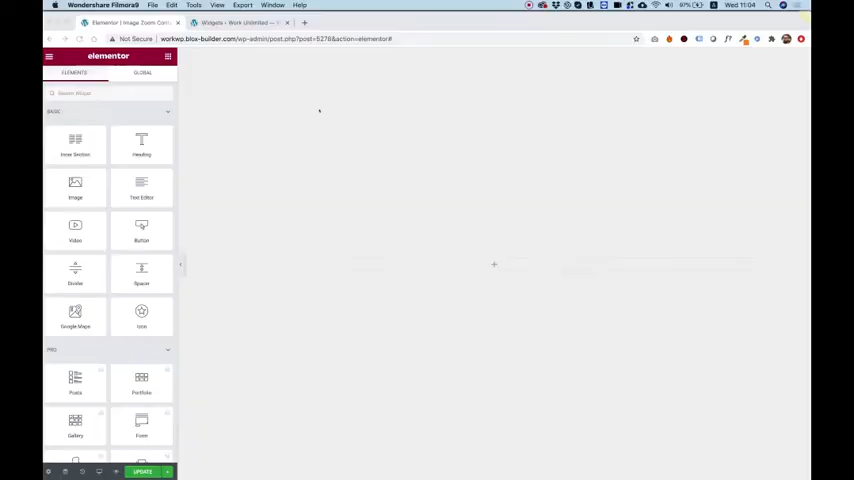 Wondershare Filmora9 File Edit Tools View Export Window Help
97% Wed 11:04
Elementor | Image Zoom Con
Widgets ‹ Work Unlimited —
Not Secure workwp.blox-builder.com/wp-admin/post.php?post=5278&action=elementor#
elementor
ELEMENTS GLOBAL
Search Widget
BASIC
Inner Section Heading
Image Text Editor
Video Button
Divider Spacer
Google Maps Icon
PRO
Posts Portfolio
Gallery Form
UPDATE